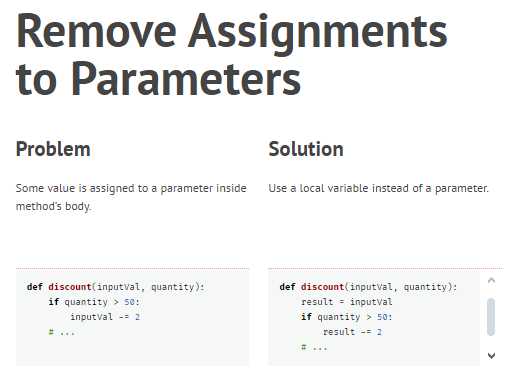 Remove Assignments
to Parameters
Problem
Some value is assigned to a parameter inside
method's body.
def discount(inputVal, quantity):
    if quantity > 50:
        inputVal -= 2
    # ...
Solution
Use a local variable instead of a parameter.
def discount(inputVal, quantity):
    result = inputVal
    if quantity > 50:
        result -= 2
    # ...